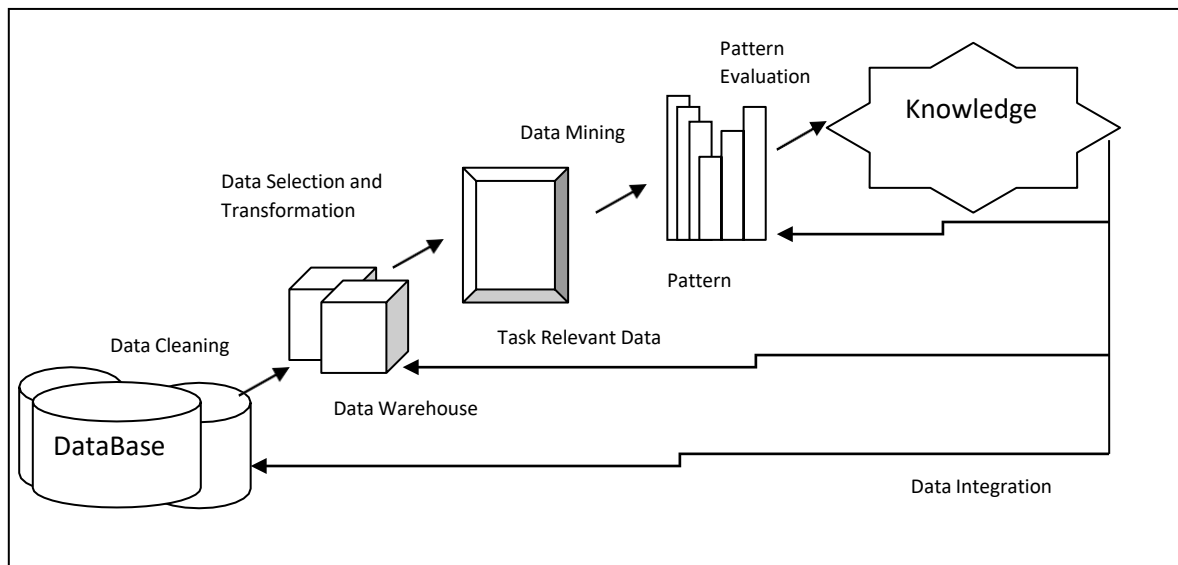 Pattern
Evaluation
Knowledge
Data Mining
Data Selection and
Transformation
Pattern
Task Relevant Data
Data Cleaning
Data Warehouse
DataBase
Data Integration